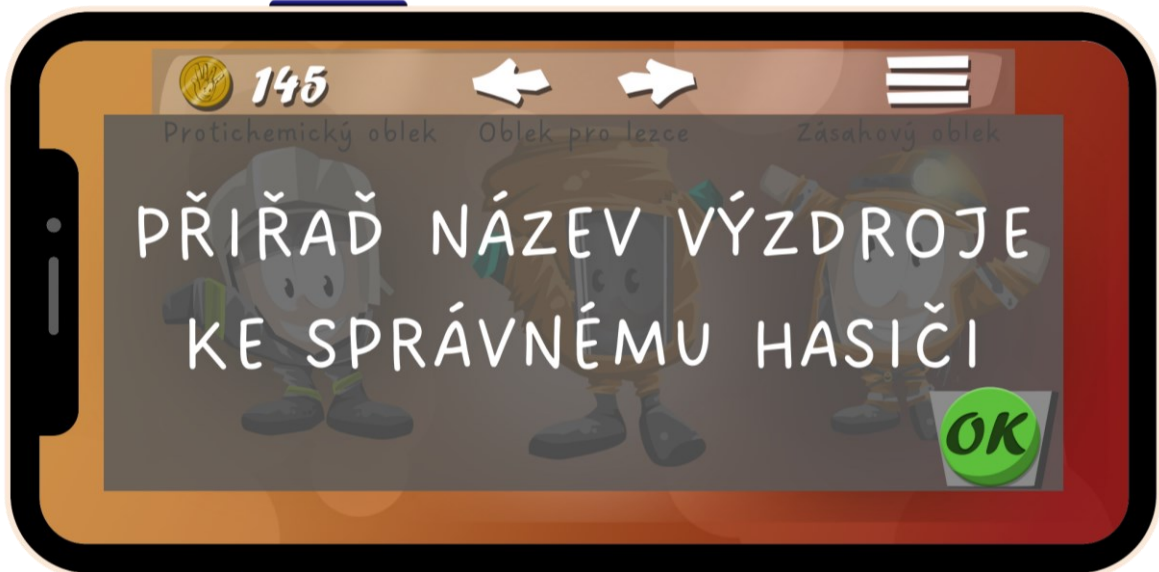 145
Protichemický oblek Oblek pro lezce Zásahový oblek
PŘIŘAĎ NÁZEV VÝZDROJE
KE SPRÁVNÉMU HASIČI
OK